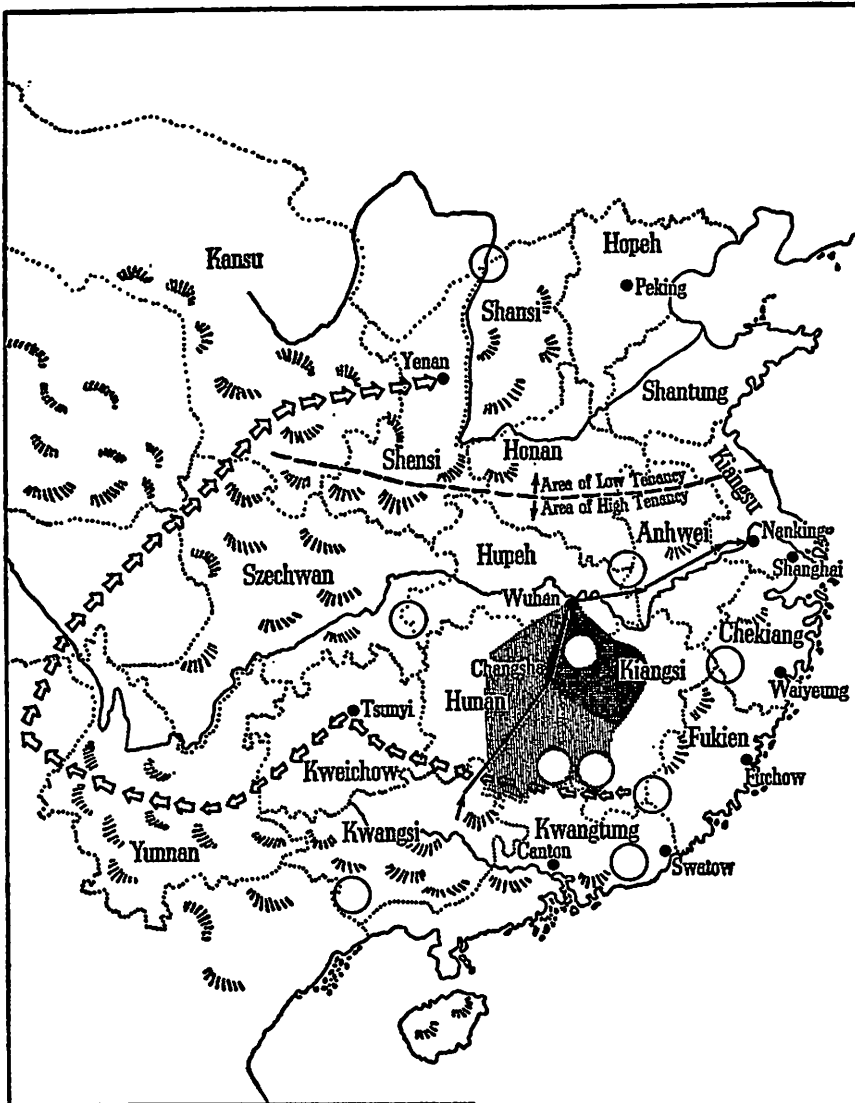 Hopeh
Kansu
Peking
Shansi
Yenan
Shantung
Honan
Shensi
Kiangsu
Area of Low Tenancy
Area of High Tenancy
Anhwei
Nanking
Hupeh
Shanghai
Szechwan
Wuhan
Chekiang
Changsha
Kiangsi
Waiyeung
Hunan
Tsunyi
Fukien
Fuchow
Kweichow
Kwangsi
Kwangtung
Yunnan
Canton
Swatow